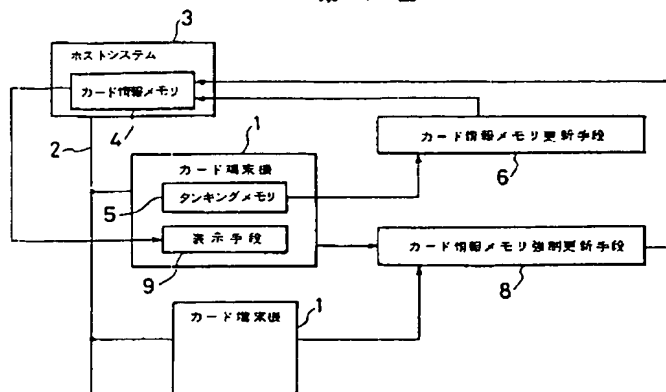 3
ホストシステム
カード情報メモリ
4
2
1
カード端末機
タンキングメモリ
5
表示手段
9
カード情報メモリ更新手段
6
カード情報メモリ強制更新手段
8
1
カード端末機